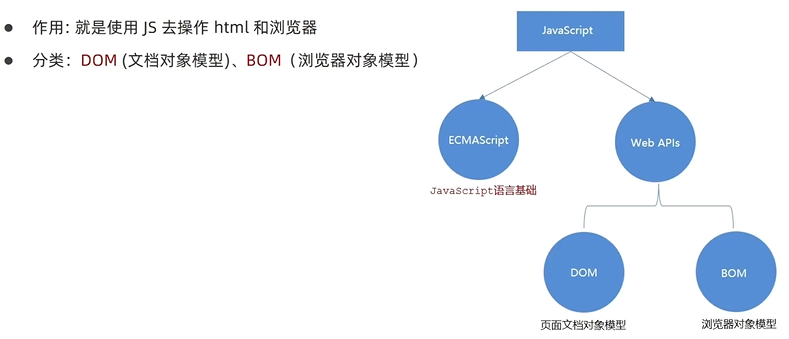 ● 作用: 就是使用 JS 去操作 html 和浏览器
● 分类：DOM (文档对象模型)、BOM（浏览器对象模型）
JavaScript
ECMAScript
Web APIs
JavaScript语言基础
DOM
BOM
页面文档对象模型
浏览器对象模型